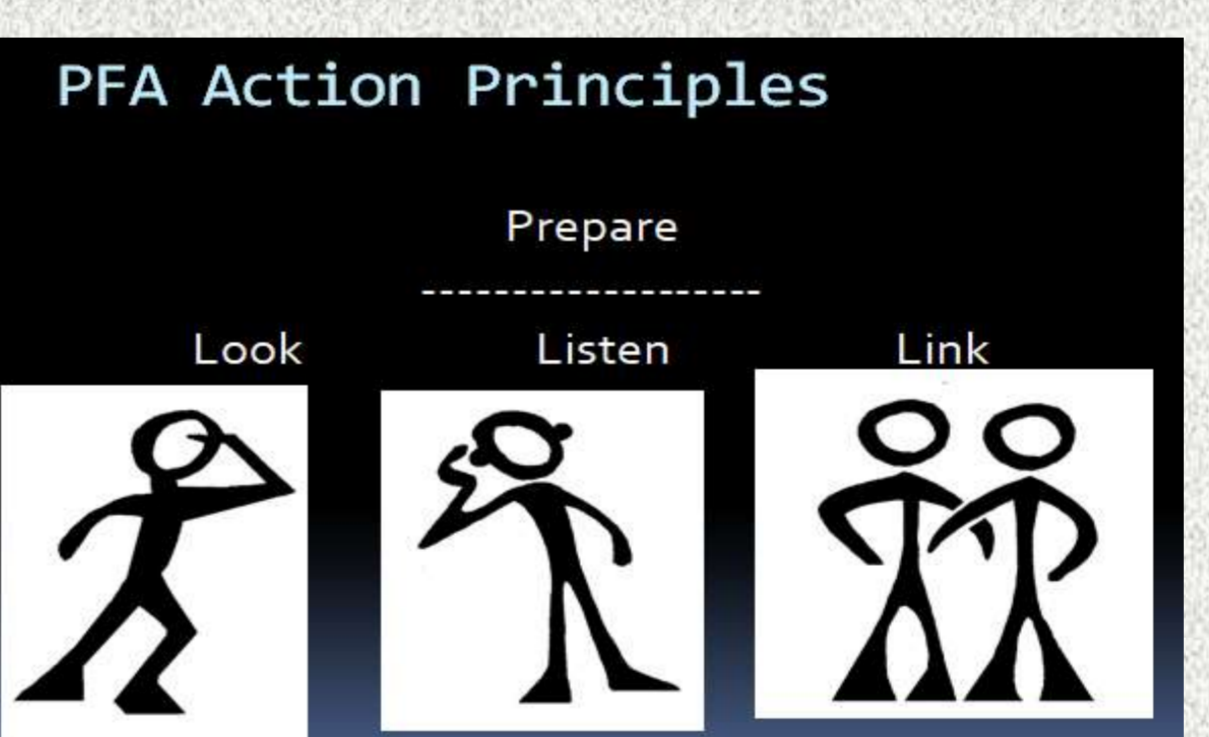 PFA Action Principles
Prepare
-------------------
Look Listen Link